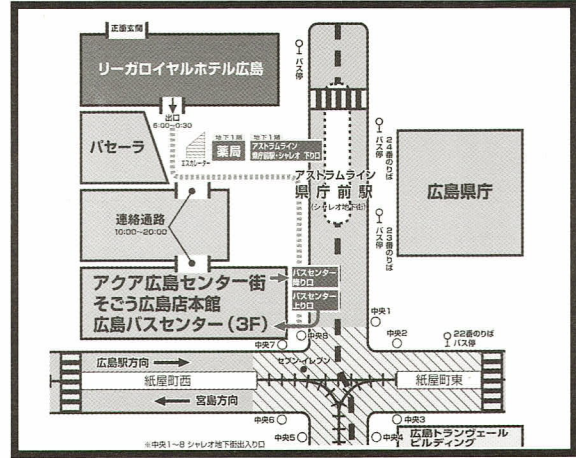 正面玄関
リーガロイヤルホテル広島
出口
6:00〜0:30
バス停
地下1階
薬局
地下1階
アストラムライン
県庁前駅・シャレオ 下り口
エスカレーター
パセーラ
アストラムライン
県庁前駅
(シャレオ地下街)
24番のりば
バス停
広島県庁
23番のりば
バス停
連絡通路
10:00〜20:00
アクア広島センター街
そごう広島店本館
広島バスセンター(3F)
バスセンター
降り口
バスセンター
上り口
中央1
中央2
22番のりば
バス停
中央7
中央8
セブン-イレブン
広島駅方向
紙屋町西
紙屋町東
宮島方向
中央6
中央5
中央3
中央4
広島トランヴェール
ビルディング
※中央1〜8 シャレオ地下街出入り口